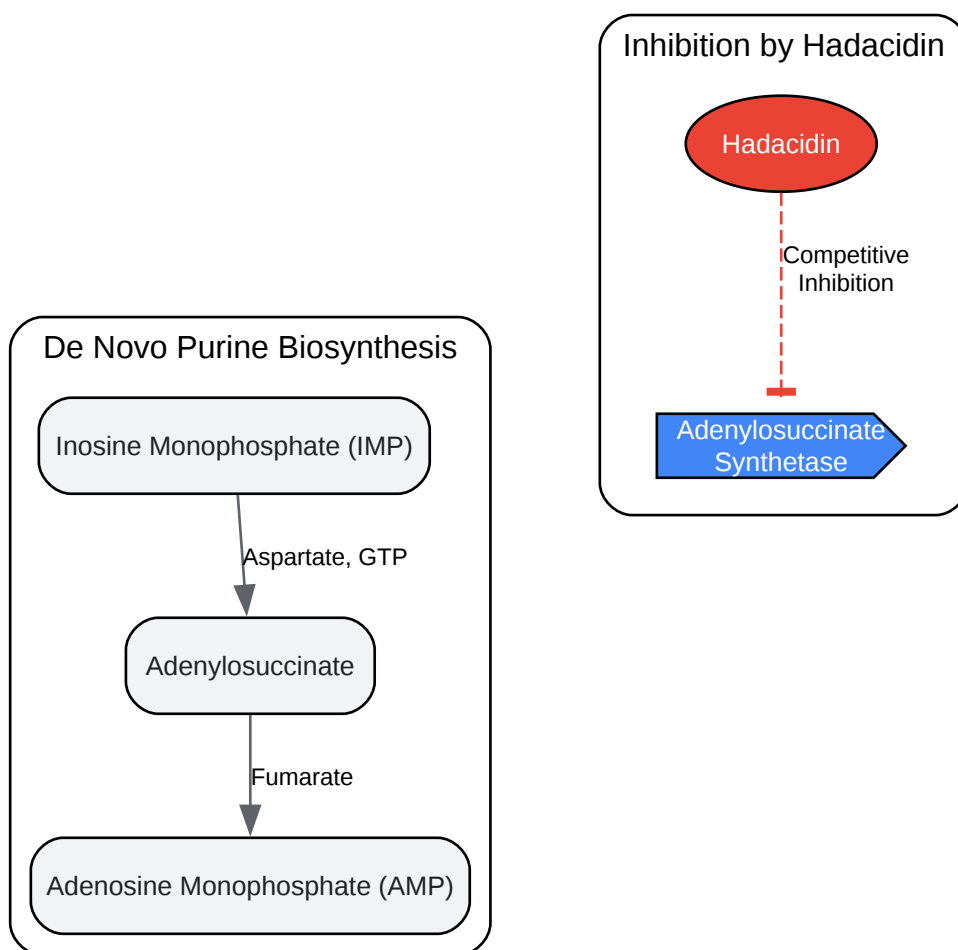 Inhibition by Hadacidin
Hadacidin
Competitive
Inhibition
Adenylosuccinate
Synthetase
De Novo Purine Biosynthesis
Inosine Monophosphate (IMP)
Aspartate, GTP
Adenylosuccinate
Fumarate
Adenosine Monophosphate (AMP)